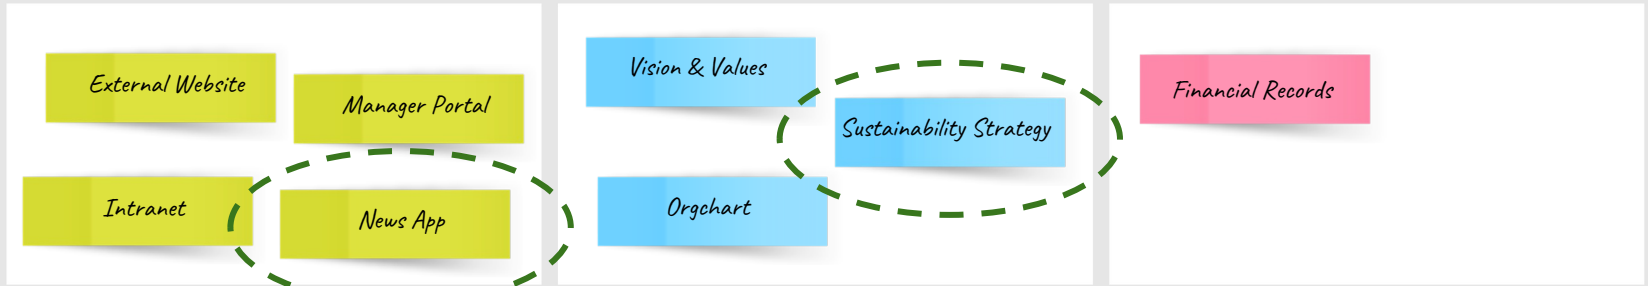 External Website
Manager Portal
Intranet
News App
Vision & Values
Sustainability Strategy
Orgchart
Financial Records